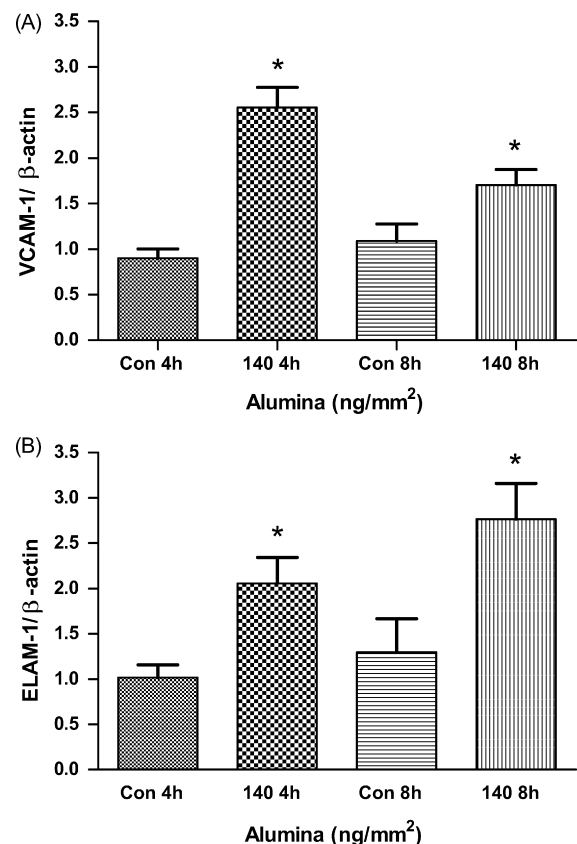 (A)
VCAM-1/ β-actin
3.5
3.0
2.5
2.0
1.5
1.0
0.5
0.0
*
*
Con 4h 140 4h Con 8h 140 8h
Alumina (ng/mm²)
(B)
ELAM-1/β-actin
3.5
3.0
2.5
2.0
1.5
1.0
0.5
0.0
*
*
Con 4h 140 4h Con 8h 140 8h
Alumina (ng/mm²)